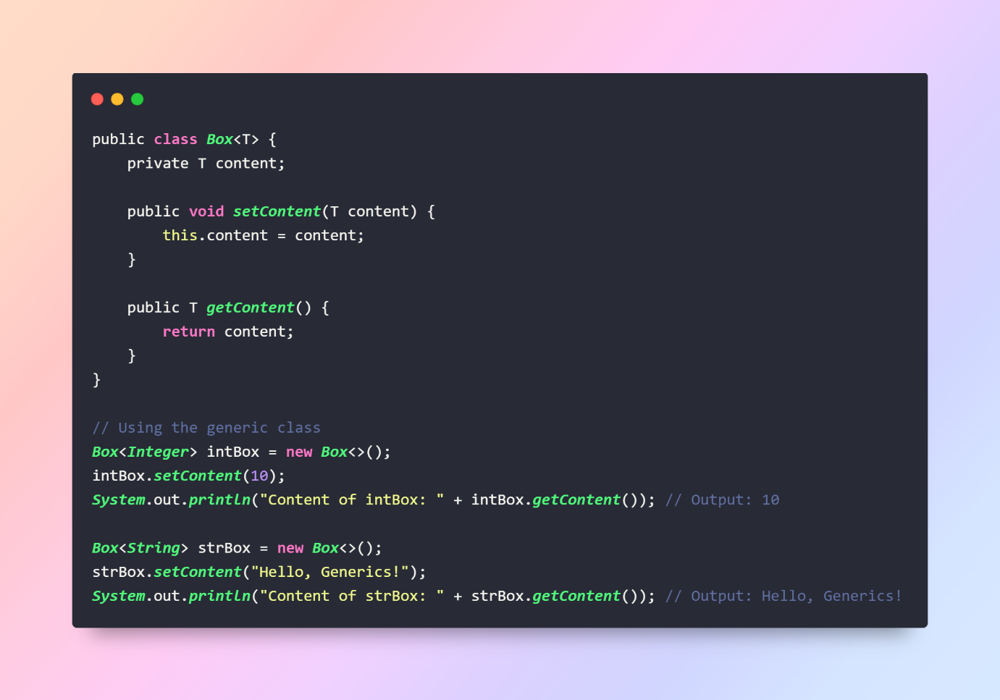 public class Box<T> {
    private T content;

    public void setContent(T content) {
        this.content = content;
    }

    public T getContent() {
        return content;
    }
}

// Using the generic class
Box<Integer> intBox = new Box<>();
intBox.setContent(10);
System.out.println("Content of intBox: " + intBox.getContent()); // Output: 10

Box<String> strBox = new Box<>();
strBox.setContent("Hello, Generics!");
System.out.println("Content of strBox: " + strBox.getContent()); // Output: Hello, Generics!